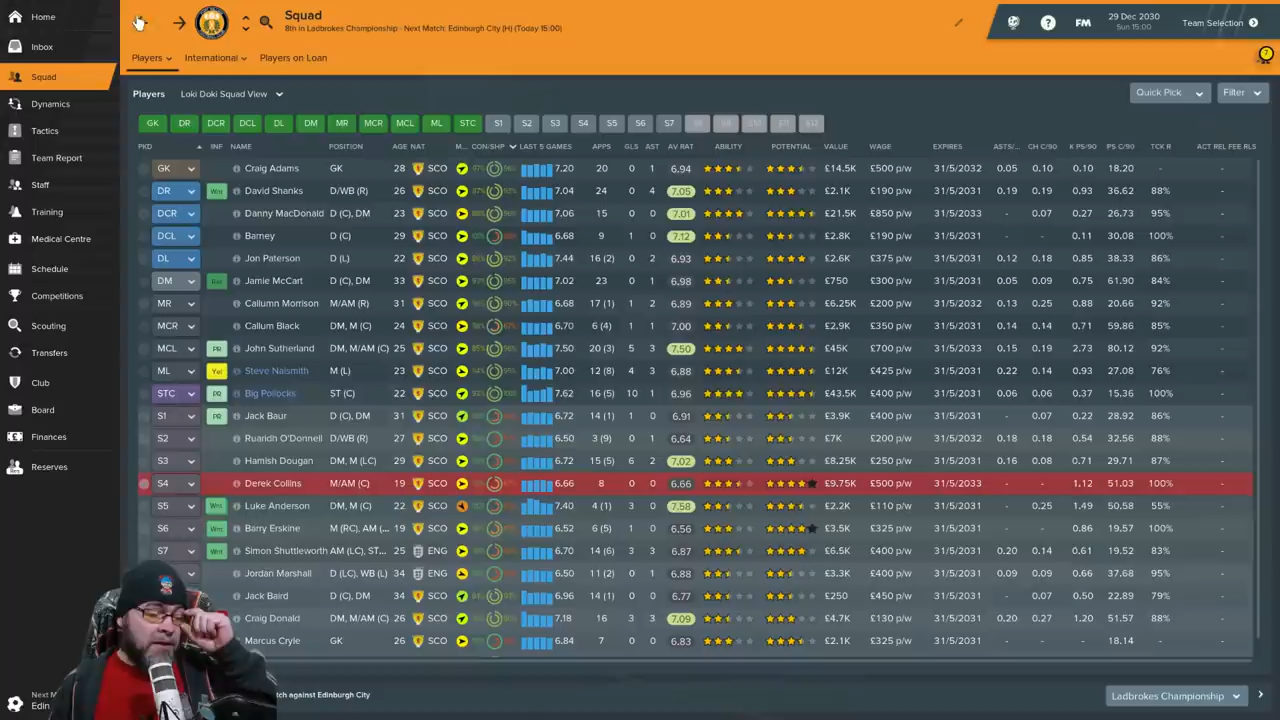 Home
Inbox
Squad
Dynamics
Tactics
Team Report
Staff
Training
Medical Centre
Schedule
Competitions
Scouting
Transfers
Club
Board
Finances
Reserves
Squad
8th in Ladbrokes Championship - Next Match: Edinburgh City (H) (Today 15:00)
FM
29 Dec 2030
Sun 15:00
Team Selection
Players International Players on Loan
Players Loki Doki Squad View Quick Pick Filter
GK DR DCR DCL DL DM MR MCR MCL ML STC S1 S2 S3 S4 S5 S6 S7
PKD INF NAME POSITION AGE NAT M... CON/SHP LAST 5 GAMES APPS GLS AST AV RAT ABILITY POTENTIAL VALUE WAGE EXPIRES ASTS/... CH C/90 K PS/90 PS C/90 TCK R ACT REL FEE RLS
GK Craig Adams GK 28 SCO 7.20 20 0 1 6.94 £14.5K £500 p/w 31/5/2032 0.05 0.10 0.10 18.20 - -
DR Wnt David Shanks D/WB (R) 26 SCO 7.04 24 0 4 7.05 £2.1K £190 p/w 31/5/2031 0.19 0.19 0.93 36.62 88% -
DCR Danny MacDonald D (C), DM 23 SCO 7.06 15 0 0 7.01 £21.5K £850 p/w 31/5/2033 - 0.07 0.27 26.73 95% -
DCL Barney D (C) 29 SCO 6.68 9 1 0 7.12 £2.8K £190 p/w 31/5/2031 - - 0.11 30.08 100% -
DL Jon Paterson D (L) 22 SCO 7.44 16 (2) 0 2 6.93 £2.6K £375 p/w 31/5/2031 0.12 0.18 0.85 38.33 86% -
DM Jamie McCart D (C), DM 33 SCO 7.02 23 0 1 6.98 £750 £300 p/w 31/5/2031 0.05 0.09 0.75 61.90 84% -
MR Callumn Morrison M/AM (R) 31 SCO 6.68 17 (1) 1 2 6.89 £6.25K £200 p/w 31/5/2032 0.13 0.25 0.88 20.66 92% -
MCR Callum Black DM, M (C) 24 SCO 6.70 6 (4) 1 1 7.00 £2.9K £350 p/w 31/5/2031 0.14 0.14 0.71 59.86 85% -
MCL PR John Sutherland DM, M/AM (C) 25 SCO 7.50 20 (3) 5 3 7.50 £45K £700 p/w 31/5/2033 0.15 0.19 2.73 80.12 92% -
ML Yel Steve Naismith M (L) 23 SCO 7.00 12 (8) 4 3 6.88 £12K £425 p/w 31/5/2031 0.22 0.14 0.93 27.08 76% -
STC PR Big Pollocks ST (C) 22 SCO 7.62 16 (5) 10 1 6.96 £43.5K £400 p/w 31/5/2031 0.06 0.06 0.37 15.36 100% -
S1 PR Jack Baur D (C), DM 31 SCO 6.72 14 (1) 1 0 6.91 £3.9K £400 p/w 31/5/2031 - 0.07 0.22 28.92 86% -
S2 Ruaridh O'Donnell D/WB (R) 27 SCO 6.50 3 (9) 0 1 6.64 £7K £200 p/w 31/5/2032 0.18 0.18 0.54 32.56 88% -
S3 Hamish Dougan DM, M (LC) 29 SCO 6.72 15 (5) 6 2 7.02 £8.25K £250 p/w 31/5/2031 0.16 0.08 0.71 29.71 87% -
S4 Derek Collins M/AM (C) 19 SCO 6.66 8 0 0 6.66 £9.75K £500 p/w 31/5/2033 - - 1.12 51.03 100% -
S5 Wnt Luke Anderson DM, M (C) 22 SCO 7.40 4 (1) 3 0 7.58 £2.2K £110 p/w 31/5/2031 - 0.25 1.49 50.58 55% -
S6 Wnt Barry Erskine M (RC), AM (... 19 SCO 6.52 6 (5) 1 0 6.56 £3.5K £325 p/w 31/5/2031 - - 0.86 19.57 100% -
S7 Wnt Simon Shuttleworth AM (LC), ST... 25 ENG 6.70 14 (6) 3 3 6.87 £6.5K £400 p/w 31/5/2031 0.20 0.14 0.61 19.52 83% -
Jordan Marshall D (LC), WB (L) 34 ENG 6.50 11 (2) 0 1 6.88 £3.3K £400 p/w 31/5/2031 0.09 0.09 0.66 37.68 95% -
Jack Baird D (C), DM 34 SCO 6.96 14 (1) 0 0 6.77 £250 £450 p/w 31/5/2031 - - 0.50 22.89 79% -
Craig Donald DM, M/AM (C) 26 SCO 7.18 16 3 3 7.09 £4.7K £130 p/w 31/5/2031 0.20 0.27 1.20 51.57 88% -
Marcus Cryle GK 26 SCO 6.84 7 0 0 6.83 £2.1K £325 p/w 31/5/2031 - - - 18.14 - -
Next M
Edin
tch against Edinburgh City
Ladbrokes Championship